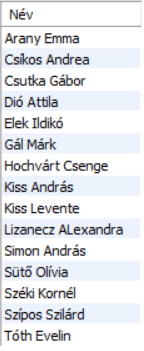 Név
Arany Emma
Csíkos Andrea
Csutka Gábor
Dió Attila
Elek Ildikó
Gál Márk
Hochvárt Csenge
Kiss András
Kiss Levente
Lizanecz ALexandra
Simon András
Sütő Olívia
Széki Kornél
Szípos Szilárd
Tóth Evelin